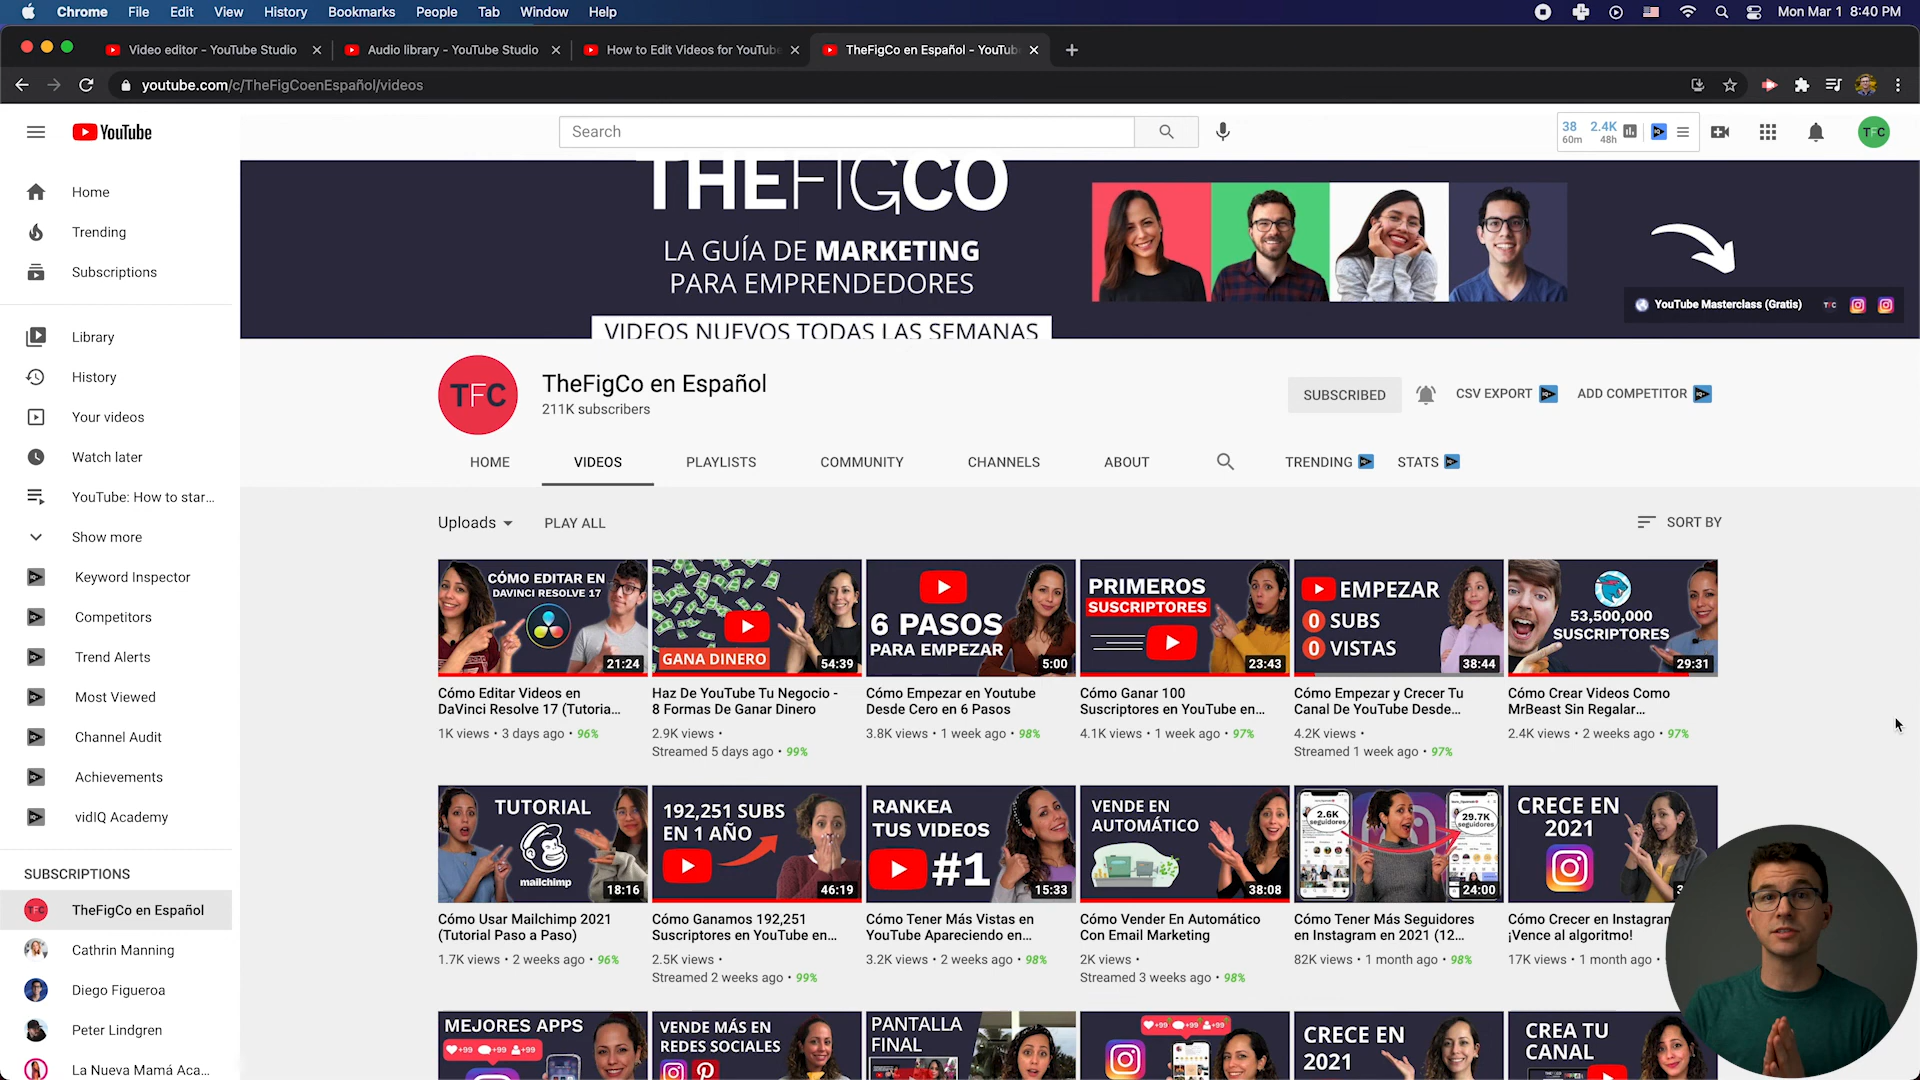 Chrome File Edit View History Bookmarks People Tab Window Help
Mon Mar 1 8:40 PM
Video editor - YouTube Studio
Audio library - YouTube Studio
How to Edit Videos for YouTube
TheFigCo en Español - YouTub
youtube.com/c/TheFigCoenEspañol/videos
YouTube
Search
38 60m
2.4K 48h
TFC
Home
Trending
Subscriptions
Library
History
Your videos
Watch later
YouTube: How to star...
Show more
Keyword Inspector
Competitors
Trend Alerts
Most Viewed
Channel Audit
Achievements
vidIQ Academy
SUBSCRIPTIONS
TFC TheFigCo en Español
Cathrin Manning
Diego Figueroa
Peter Lindgren
La Nueva Mamá Aca...
THEFIGCO
LA GUÍA DE MARKETING
PARA EMPRENDEDORES
VIDEOS NUEVOS TODAS LAS SEMANAS
YouTube Masterclass (Gratis)
TFC
TFC
TheFigCo en Español
211K subscribers
SUBSCRIBED
CSV EXPORT
ADD COMPETITOR
HOME VIDEOS PLAYLISTS COMMUNITY CHANNELS ABOUT TRENDING STATS
Uploads PLAY ALL
SORT BY
CÓMO EDITAR EN
DAVINCI RESOLVE 17
21:24
Cómo Editar Videos en
DaVinci Resolve 17 (Tutoria...
1K views • 3 days ago • 96%
GANA DINERO
54:39
Haz De YouTube Tu Negocio -
8 Formas De Ganar Dinero
2.9K views •
Streamed 5 days ago • 99%
6 PASOS
PARA EMPEZAR
5:00
Cómo Empezar en Youtube
Desde Cero en 6 Pasos
3.8K views • 1 week ago • 98%
PRIMEROS
SUSCRIPTORES
23:43
Cómo Ganar 100
Suscriptores en YouTube en...
4.1K views • 1 week ago • 97%
EMPEZAR
0 SUBS
0 VISTAS
38:44
Cómo Empezar y Crecer Tu
Canal De YouTube Desde...
4.2K views •
Streamed 1 week ago • 97%
53,500,000
SUSCRIPTORES
29:31
Cómo Crear Videos Como
MrBeast Sin Regalar...
2.4K views • 2 weeks ago • 97%
TUTORIAL
mailchimp
18:16
Cómo Usar Mailchimp 2021
(Tutorial Paso a Paso)
1.7K views • 2 weeks ago • 96%
192,251 SUBS
EN 1 AÑO
46:19
Cómo Ganamos 192,251
Suscriptores en YouTube en...
2.5K views •
Streamed 2 weeks ago • 99%
RANKEA
TUS VIDEOS
#1
15:33
Cómo Tener Más Vistas en
YouTube Apareciendo en...
3.2K views • 2 weeks ago • 98%
VENDE EN
AUTOMÁTICO
38:08
Cómo Vender En Automático
Con Email Marketing
2K views •
Streamed 3 weeks ago • 98%
2.6K
seguidores
29.7K
seguidores
24:00
Cómo Tener Más Seguidores
en Instagram en 2021 (12...
82K views • 1 month ago • 98%
CRECE EN
2021
Cómo Crecer en Instagram
¡Vence al algoritmo!
17K views • 1 month ago •
MEJORES APPS
+99 +99 +99
VENDE MÁS EN
REDES SOCIALES
PANTALLA
FINAL
+99 +99 +99
CRECE EN
2021
CREA TU
CANAL